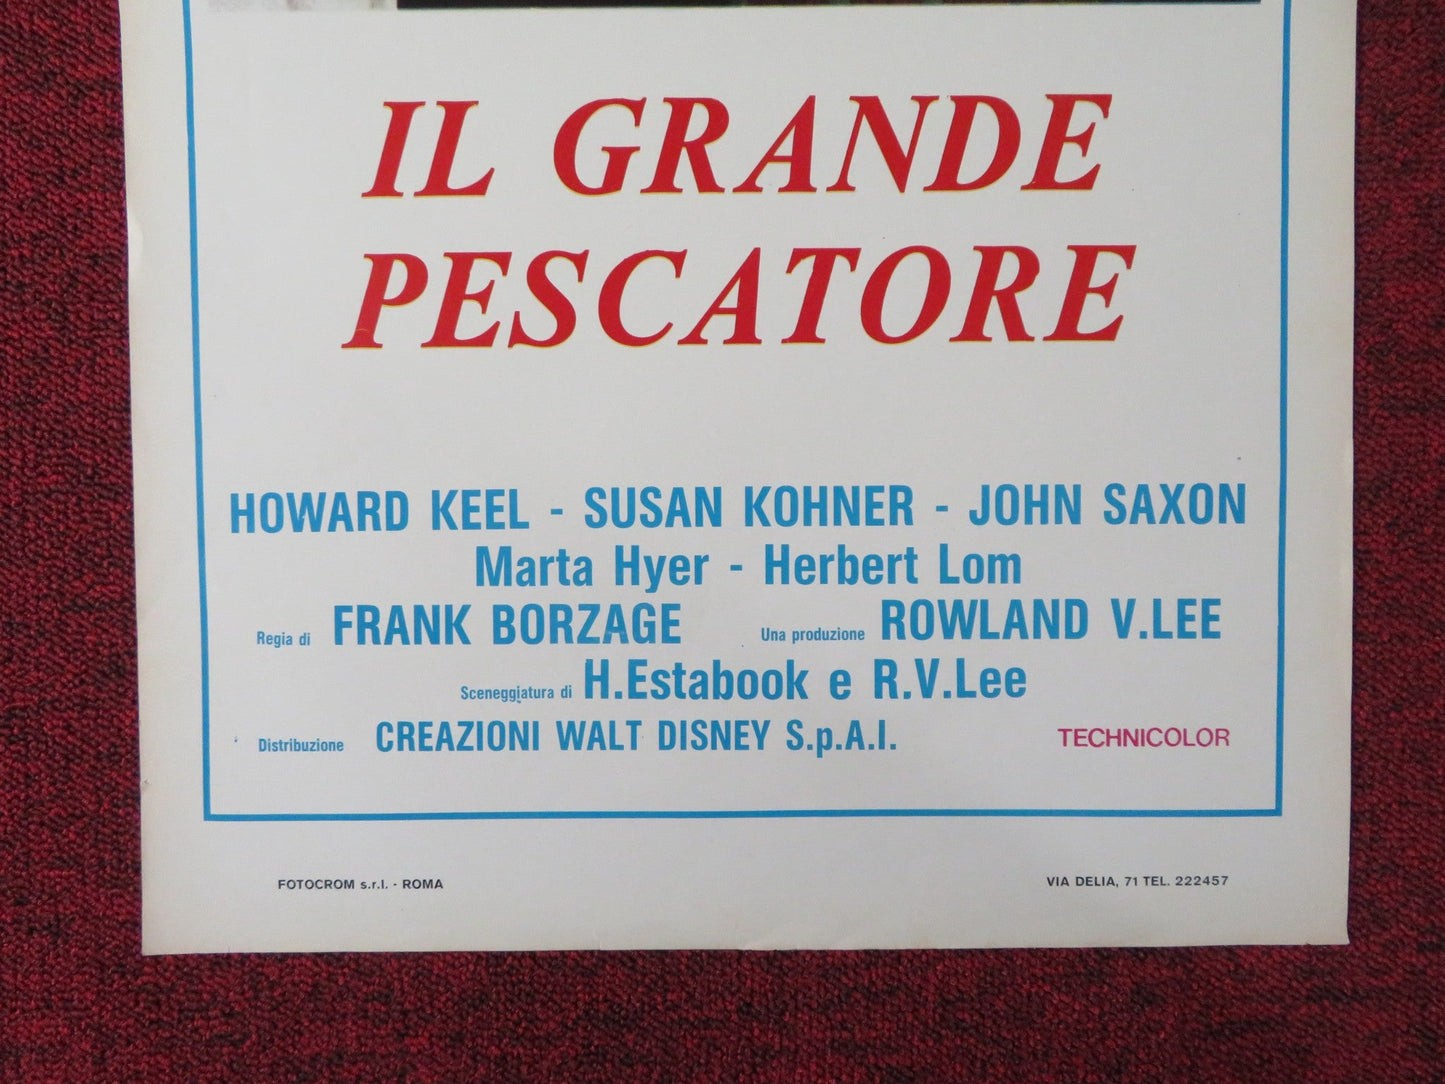 IL GRANDE
PESCATORE
HOWARD KEEL - SUSAN KOHNER - JOHN SAXON
Marta Hyer - Herbert Lom
Regia di FRANK BORZAGE Una produzione ROWLAND V.LEE
Sceneggiatura di H.Estabook e R.V.Lee
Distribuzione CREAZIONI WALT DISNEY S.p.A.I. TECHNICOLOR
FOTOCROM s.r.l. - ROMA VIA DELIA, 71 TEL. 222457